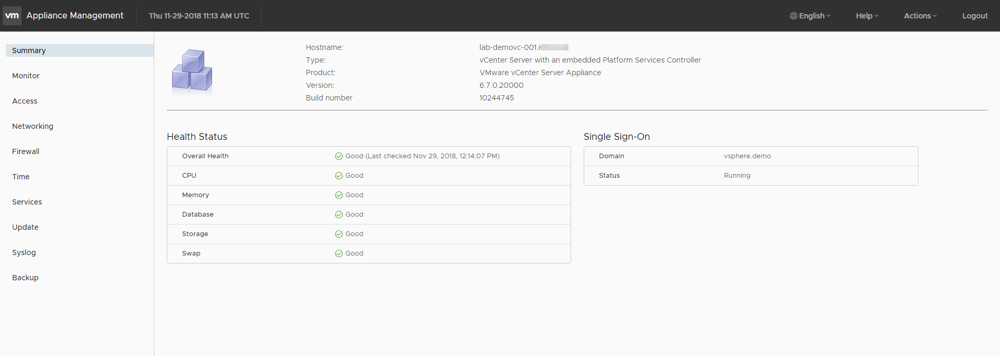 vm Appliance Management Thu 11-29-2018 11:13 AM UTC English Help Actions Logout
Summary
Monitor
Access
Networking
Firewall
Time
Services
Update
Syslog
Backup
Hostname: lab-demovc-001.i
Type: vCenter Server with an embedded Platform Services Controller
Product: VMware vCenter Server Appliance
Version: 6.7.0.20000
Build number 10244745
Health Status
Overall Health Good (Last checked Nov 29, 2018, 12:14:07 PM)
CPU Good
Memory Good
Database Good
Storage Good
Swap Good
Single Sign-On
Domain vsphere.demo
Status Running